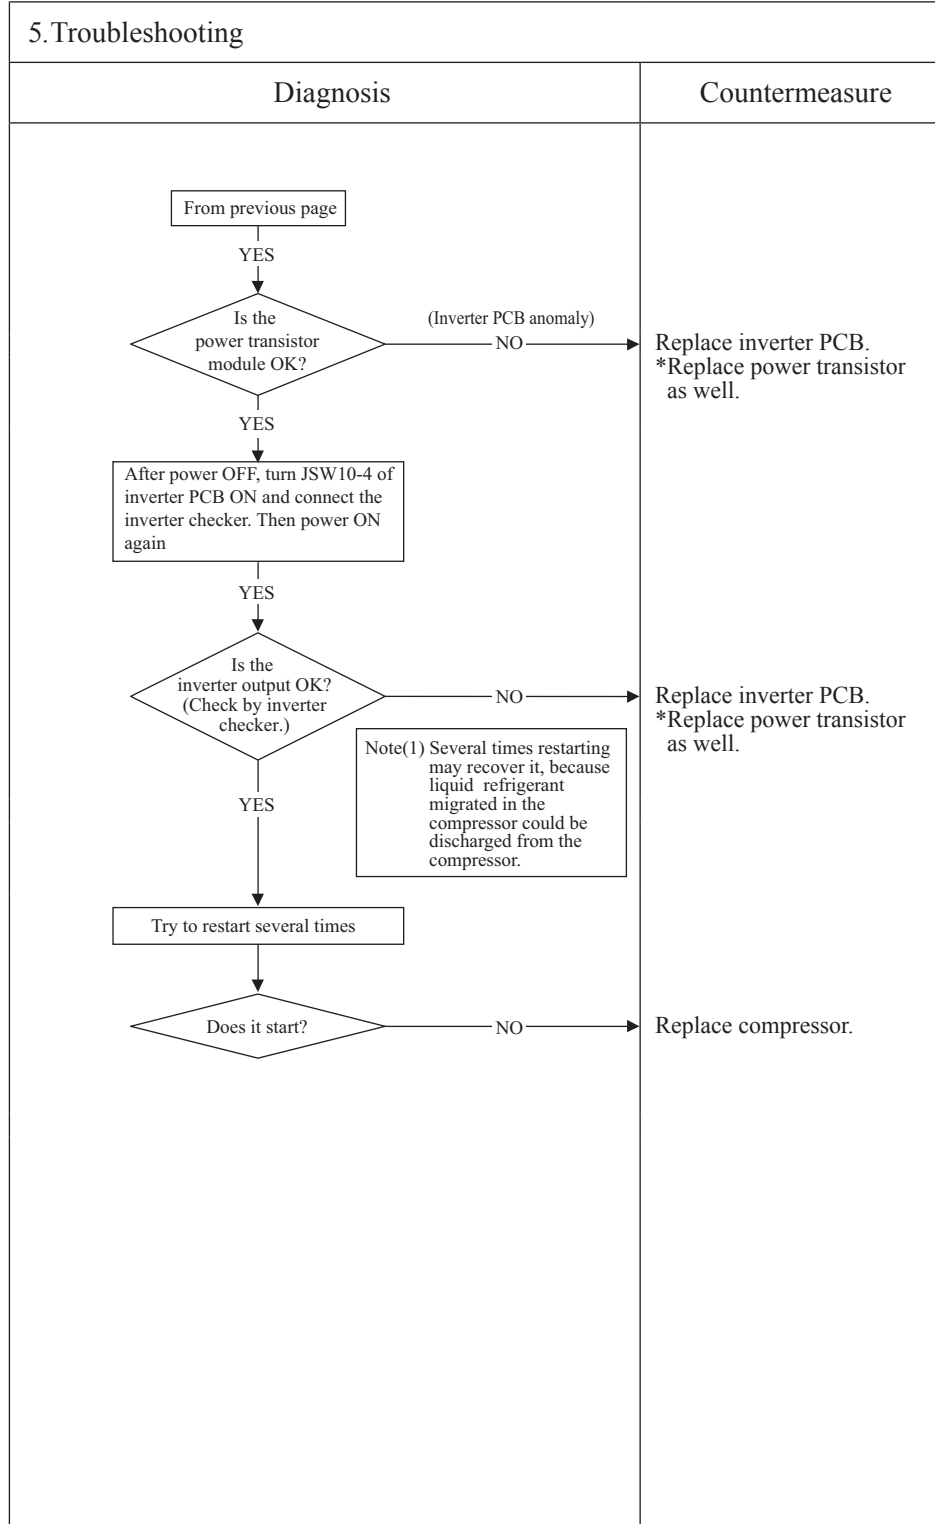 5.Troubleshooting
Diagnosis
Countermeasure
From previous page
YES
Is the
power transistor
module OK?
(Inverter PCB anomaly)
NO
Replace inverter PCB.
*Replace power transistor
as well.
YES
After power OFF, turn JSW10-4 of
inverter PCB ON and connect the
inverter checker. Then power ON
again
YES
Is the
inverter output OK?
(Check by inverter
checker.)
NO
Replace inverter PCB.
*Replace power transistor
as well.
Note(1) Several times restarting
may recover it, because
liquid refrigerant
migrated in the
compressor could be
discharged from the
compressor.
YES
Try to restart several times
Does it start?
NO
Replace compressor.